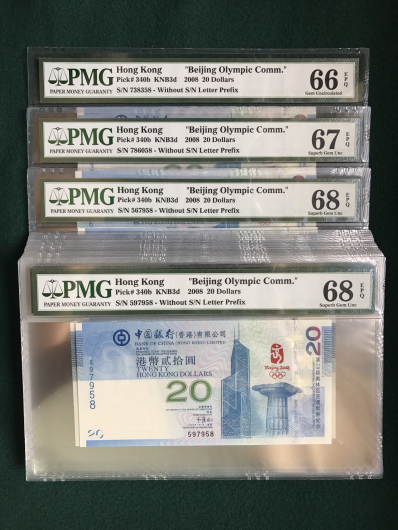 PMG
PAPER MONEY GUARANTY
Hong Kong "Beijing Olympic Comm."
Pick# 340b KNB3d 2008 20 Dollars
S/N 738358 - Without S/N Letter Prefix
66 EPQ
Gem Uncirculated
PMG
PAPER MONEY GUARANTY
Hong Kong "Beijing Olympic Comm."
Pick# 340b KNB3d 2008 20 Dollars
S/N 786058 - Without S/N Letter Prefix
67 EPQ
Superb Gem Unc
PMG
PAPER MONEY GUARANTY
Hong Kong "Beijing Olympic Comm."
Pick# 340b KNB3d 2008 20 Dollars
S/N 567958 - Without S/N Letter Prefix
68 EPQ
Superb Gem Unc
PMG
PAPER MONEY GUARANTY
Hong Kong "Beijing Olympic Comm."
Pick# 340b KNB3d 2008 20 Dollars
S/N 597958 - Without S/N Letter Prefix
68 EPQ
Superb Gem Unc
中國銀行(香港)有限公司
BANK OF CHINA (HONG KONG) LIMITED
港幣貳拾圓
TWENTY
HONG KONG DOLLARS
20
597958
597958
20
Beijing 2008